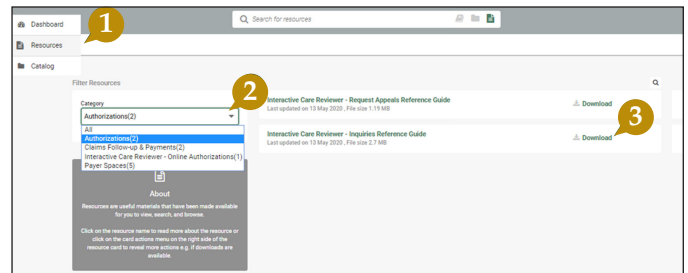 Dashboard
1
Search for resources
Resources
Catalog
Filter Resources
Category
2
Authorizations(2)
All
Authorizations(2)
Claims Follow-up & Payments(2)
Interactive Care Reviewer - Online Authorizations(1)
Payer Spaces(5)
Interactive Care Reviewer - Request Appeals Reference Guide
Last updated on 13 May 2020 , File size 1.19 MB
Download
Interactive Care Reviewer - Inquiries Reference Guide
Last updated on 13 May 2020 , File size 2.7 MB
Download
3
About
Resources are useful materials that have been made available
for you to view, search, and browse.
Click on the resource name to read more about the resource or
click on the card actions menu on the right side of the
resource card to reveal more actions e.g. if downloads are
available.